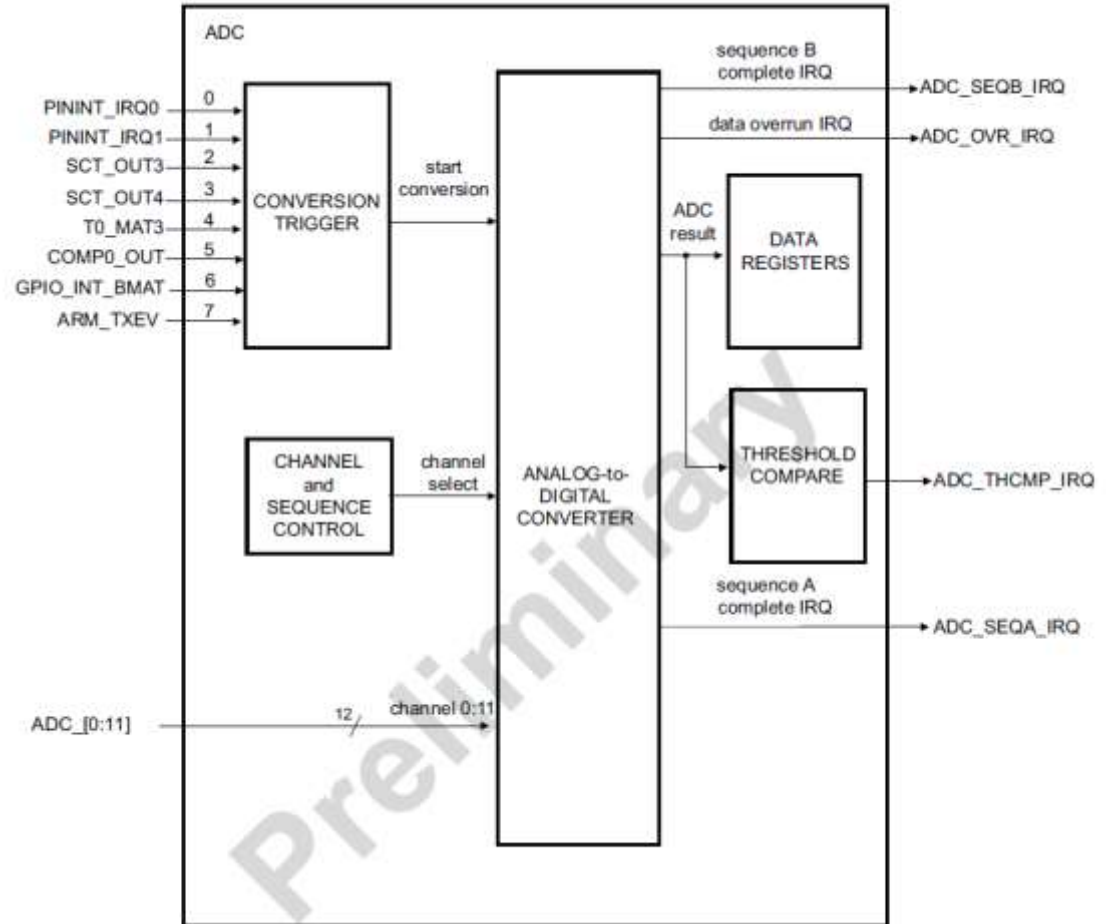 ADC
sequence B
complete IRQ
ADC_SEQB_IRQ
PININT_IRQ0
0
PININT_IRQ1
1
data overrun IRQ
ADC_OVR_IRQ
SCT_OUT3
2
SCT_OUT4
3
T0_MAT3
4
COMP0_OUT
5
GPIO_INT_BMAT
6
ARM_TXEV
7
CONVERSION
TRIGGER
start
conversion
ADC
result
DATA
REGISTERS
CHANNEL
and
SEQUENCE
CONTROL
channel
select
ANALOG-to-
DIGITAL
CONVERTER
THRESHOLD
COMPARE
ADC_THCMP_IRQ
sequence A
complete IRQ
ADC_SEQA_IRQ
ADC_[0:11]
12
channel 0:11
Preliminary